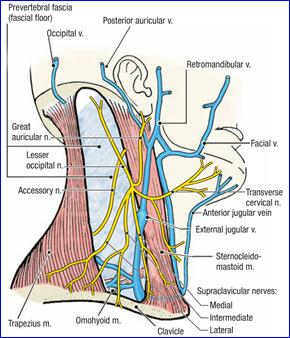 Prevertebral fascia
(fascial floor)
Posterior auricular v.
Occipital v.
Retromandibular v.
Great
auricular n.
Facial v.
Lesser
occipital n.
Accessory n.
Transverse
cervical n.
Anterior jugular vein
External jugular v.
Sternocleido-
mastoid m.
Supraclavicular nerves:
Medial
Intermediate
Lateral
Trapezius m.
Omohyoid m.
Clavicle